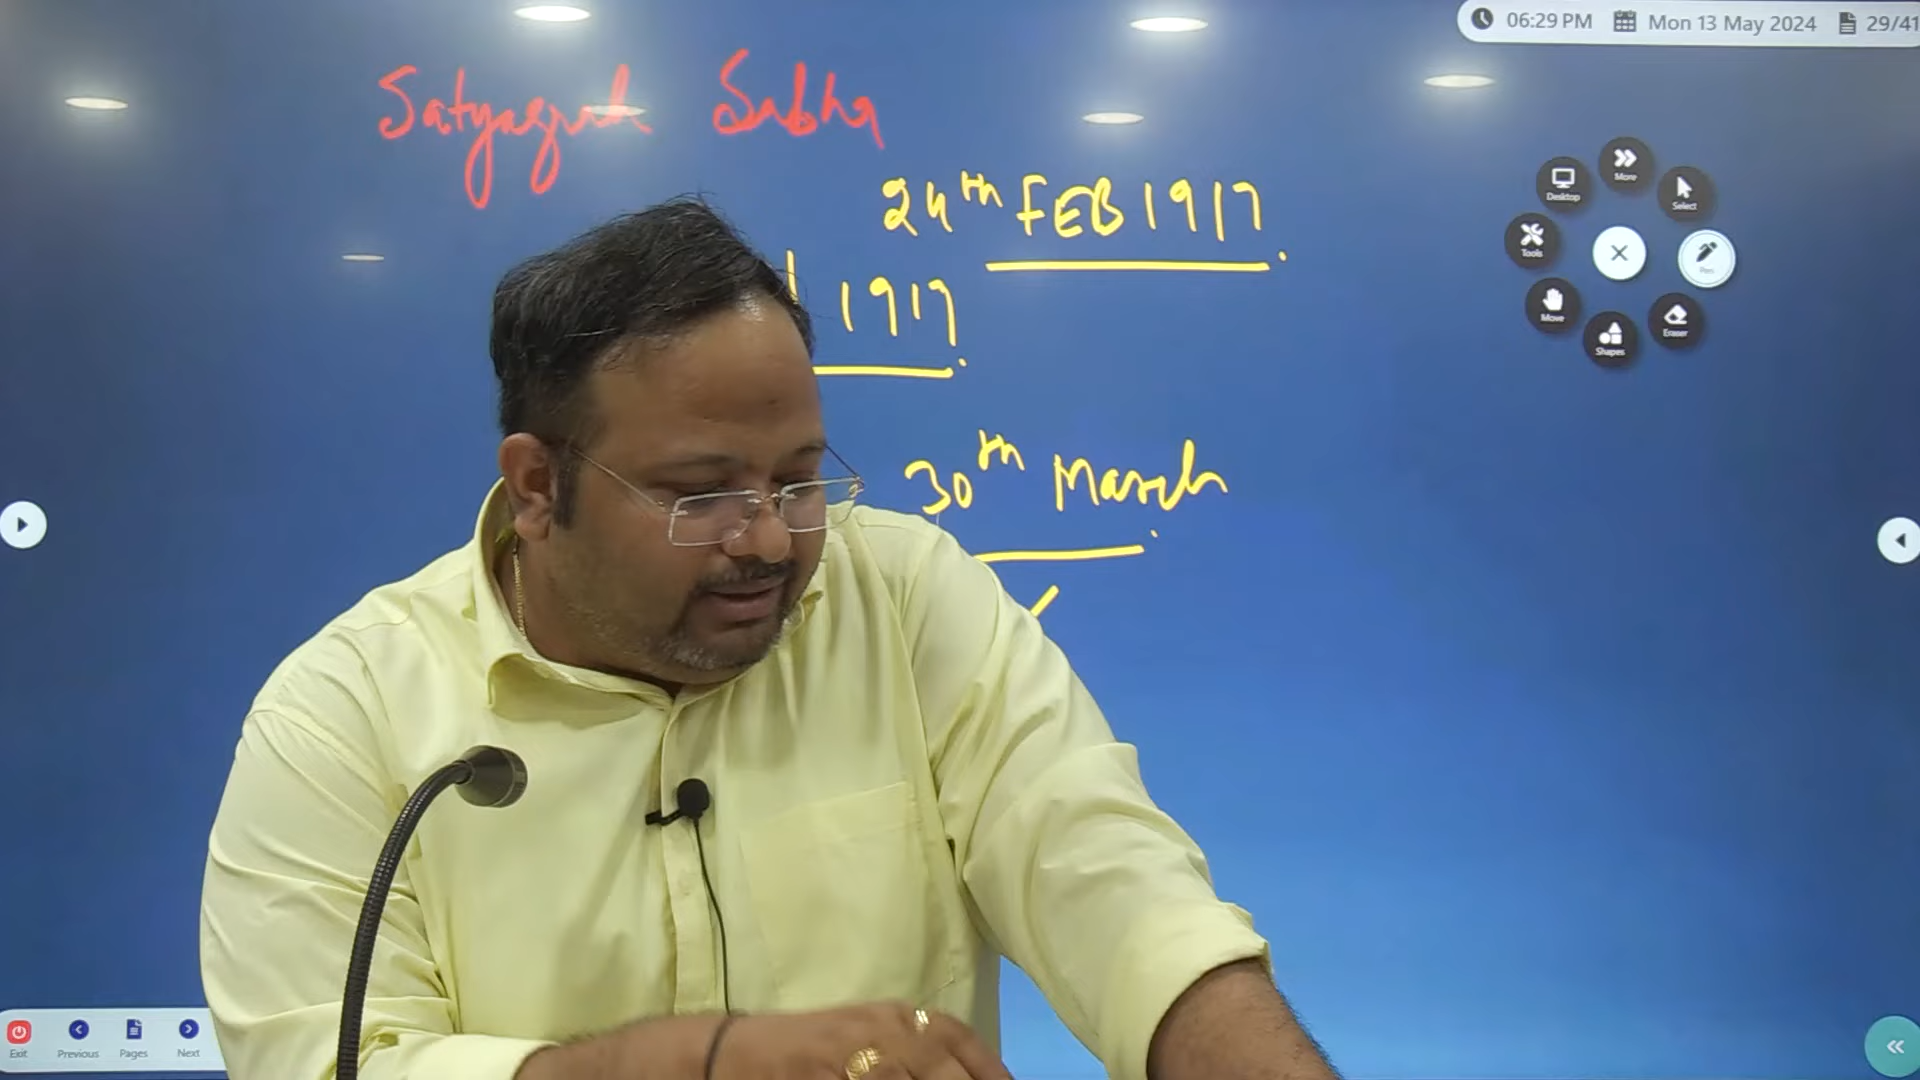 06:29 PM Mon 13 May 2024 29/41
Satyagrah Sabha
24th FEB 1917.
1917.
30th March.
More
Desktop
Select
Tools
Pen
Move
Eraser
Shapes
Exit Previous Pages Next